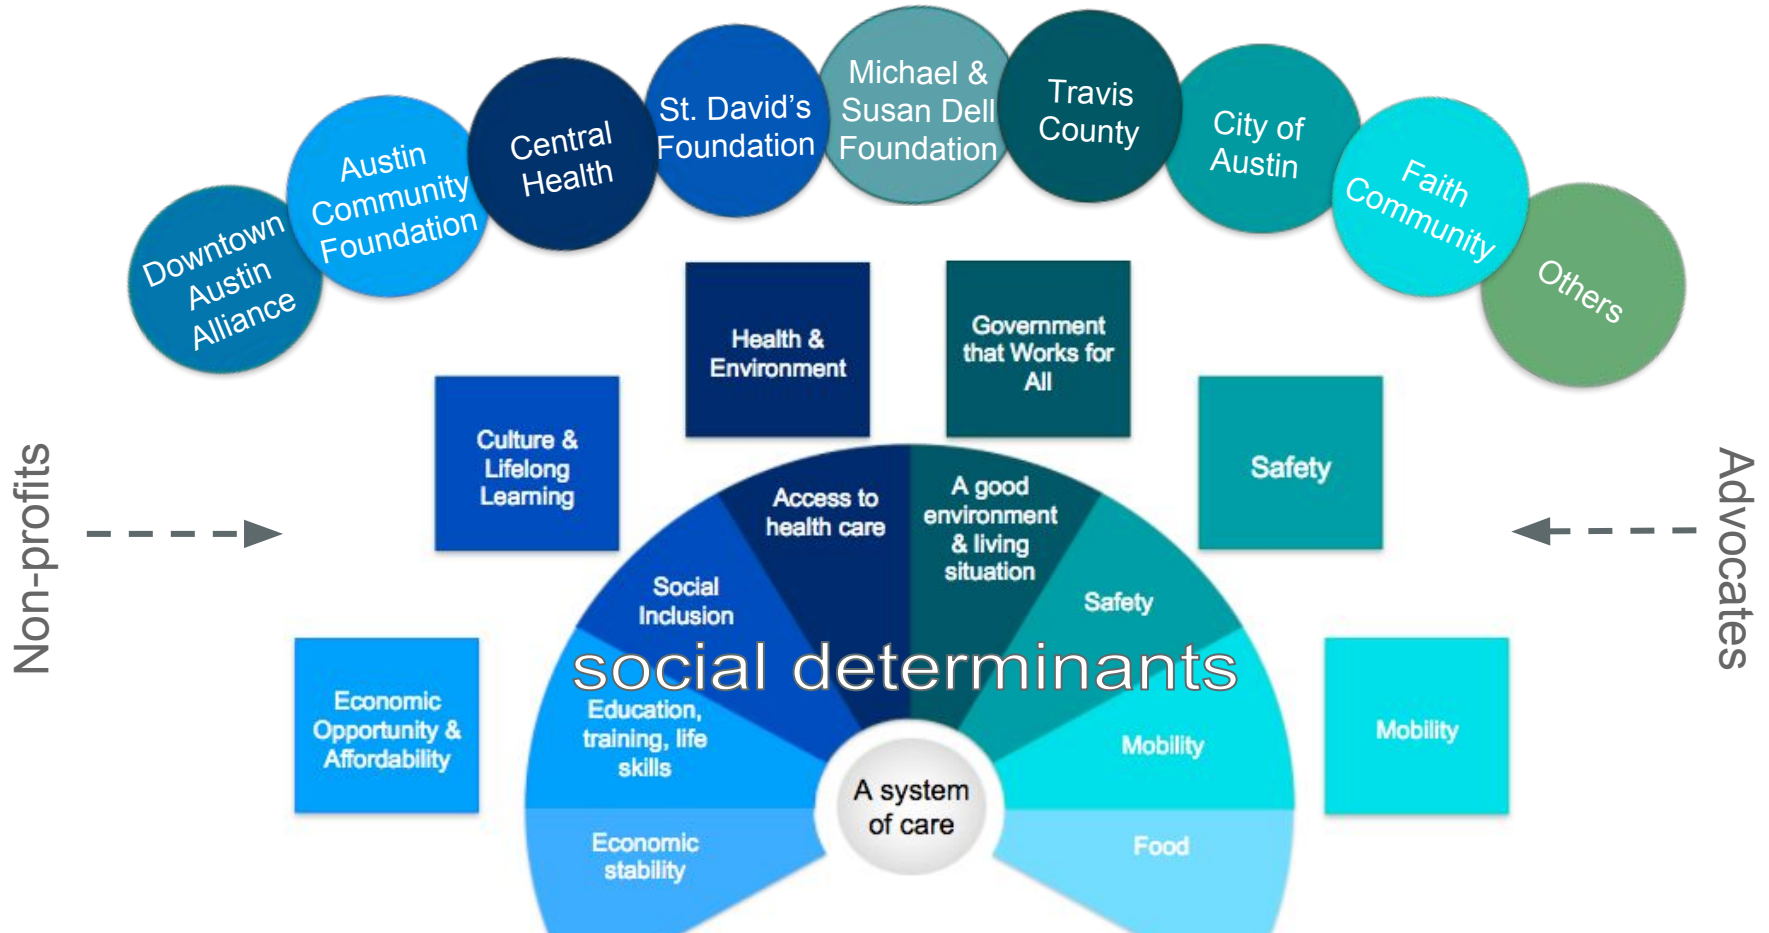 Downtown
Austin
Alliance
Austin
Community
Foundation
Central
Health
St. David's
Foundation
Michael &
Susan Dell
Foundation
Travis
County
City of
Austin
Faith
Community
Others
Non-profits
Advocates
Economic
Opportunity &
Affordability
Culture &
Lifelong
Learning
Health &
Environment
Government
that Works for
All
Safety
Mobility
Economic
stability
Education,
training, life
skills
Social
Inclusion
Access to
health care
A good
environment
& living
situation
Safety
Mobility
Food
social determinants
A system
of care